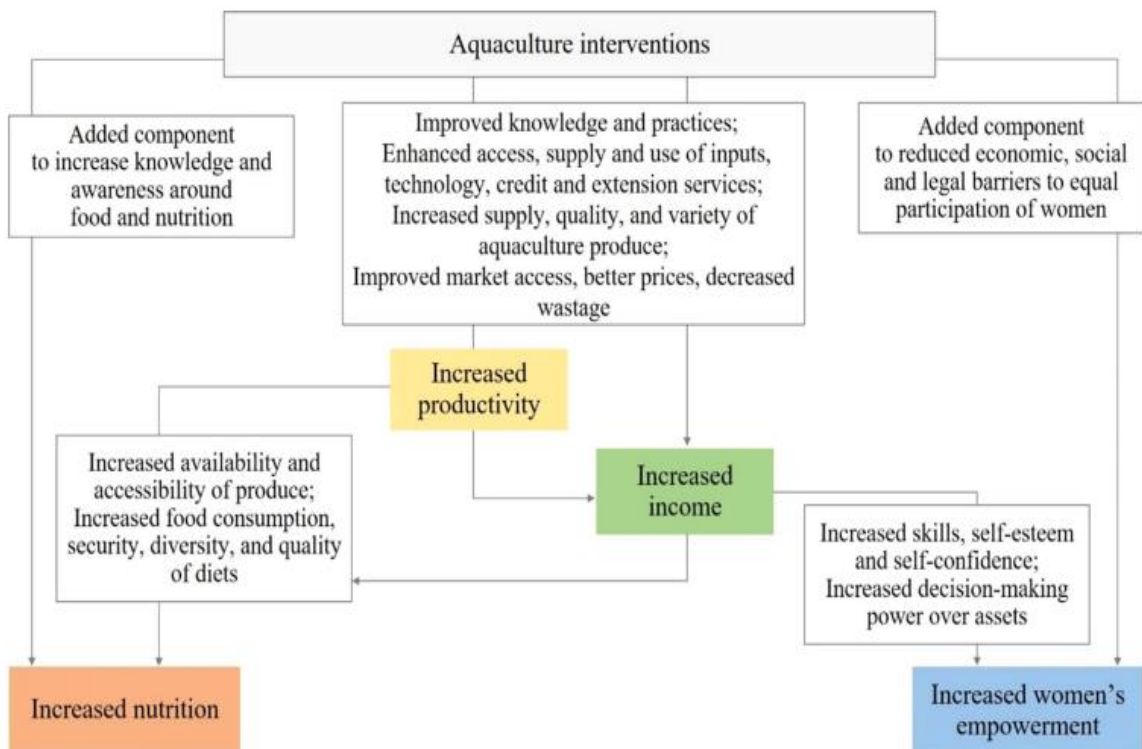 Aquaculture interventions
Added component
to increase knowledge and
awareness around
food and nutrition
Improved knowledge and practices;
Enhanced access, supply and use of inputs,
technology, credit and extension services;
Increased supply, quality, and variety of
aquaculture produce;
Improved market access, better prices, decreased
wastage
Added component
to reduced economic, social
and legal barriers to equal
participation of women
Increased
productivity
Increased availability and
accessibility of produce;
Increased food consumption,
security, diversity, and quality
of diets
Increased
income
Increased skills, self-esteem
and self-confidence;
Increased decision-making
power over assets
Increased nutrition
Increased women’s
empowerment